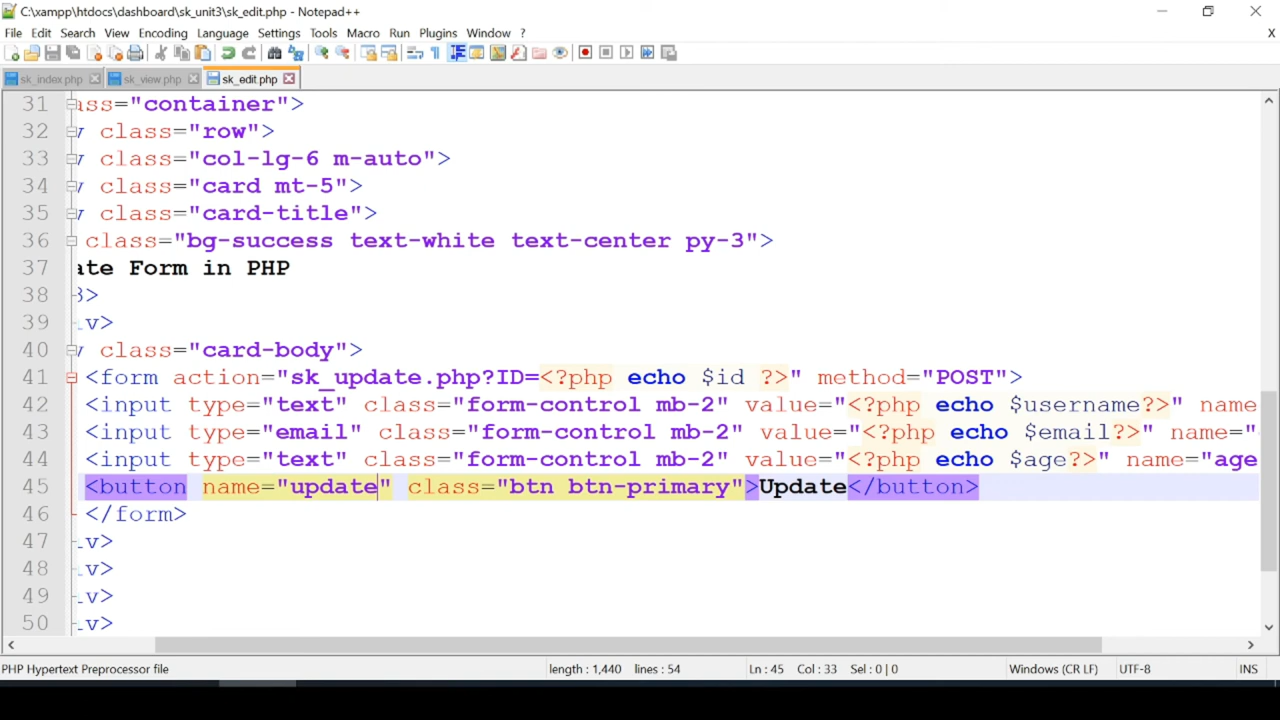 C:\xampp\htdocs\dashboard\sk_unit3\sk_edit.php - Notepad++
File Edit Search View Encoding Language Settings Tools Macro Run Plugins Window ? X
sk_index.php sk_view.php sk_edit.php
31 ass="container">
32 class="row">
33 class="col-lg-6 m-auto">
34 class="card mt-5">
35 class="card-title">
36 class="bg-success text-white text-center py-3">
37 ate Form in PHP
38 3>
39 v>
40 class="card-body">
41 <form action="sk_update.php?ID=<?php echo $id ?>" method="POST">
42 <input type="text" class="form-control mb-2" value="<?php echo $username?>" name
43 <input type="email" class="form-control mb-2" value="<?php echo $email?>" name="
44 <input type="text" class="form-control mb-2" value="<?php echo $age?>" name="age
45 <button name="update" class="btn btn-primary">Update</button>
46 </form>
47 v>
48 v>
49 v>
50 v>
PHP Hypertext Preprocessor file length : 1,440 lines : 54 Ln : 45 Col : 33 Sel : 0 | 0 Windows (CR LF) UTF-8 INS